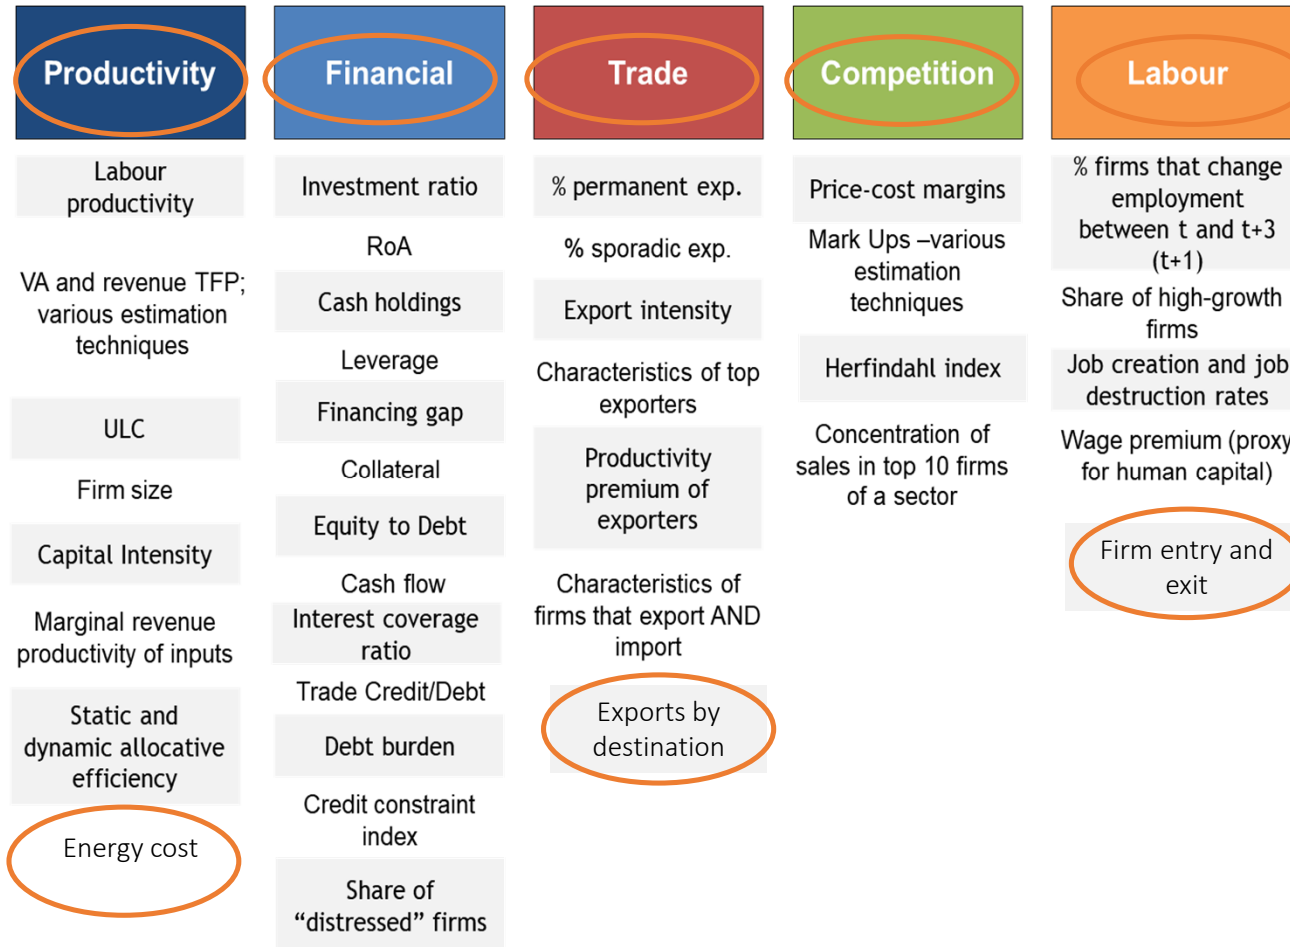 Productivity
Financial
Trade
Competition
Labour
Labour
productivity
VA and revenue TFP;
various estimation
techniques
ULC
Firm size
Capital Intensity
Marginal revenue
productivity of inputs
Static and
dynamic allocative
efficiency
Energy cost
Investment ratio
RoA
Cash holdings
Leverage
Financing gap
Collateral
Equity to Debt
Cash flow
Interest coverage
ratio
Trade Credit/Debt
Debt burden
Credit constraint
index
Share of
“distressed” firms
% permanent exp.
% sporadic exp.
Export intensity
Characteristics of top
exporters
Productivity
premium of
exporters
Characteristics of
firms that export AND
import
Exports by
destination
Price-cost margins
Mark Ups –various
estimation
techniques
Herfindahl index
Concentration of
sales in top 10 firms
of a sector
% firms that change
employment
between t and t+3
(t+1)
Share of high-growth
firms
Job creation and job
destruction rates
Wage premium (proxy
for human capital)
Firm entry and
exit